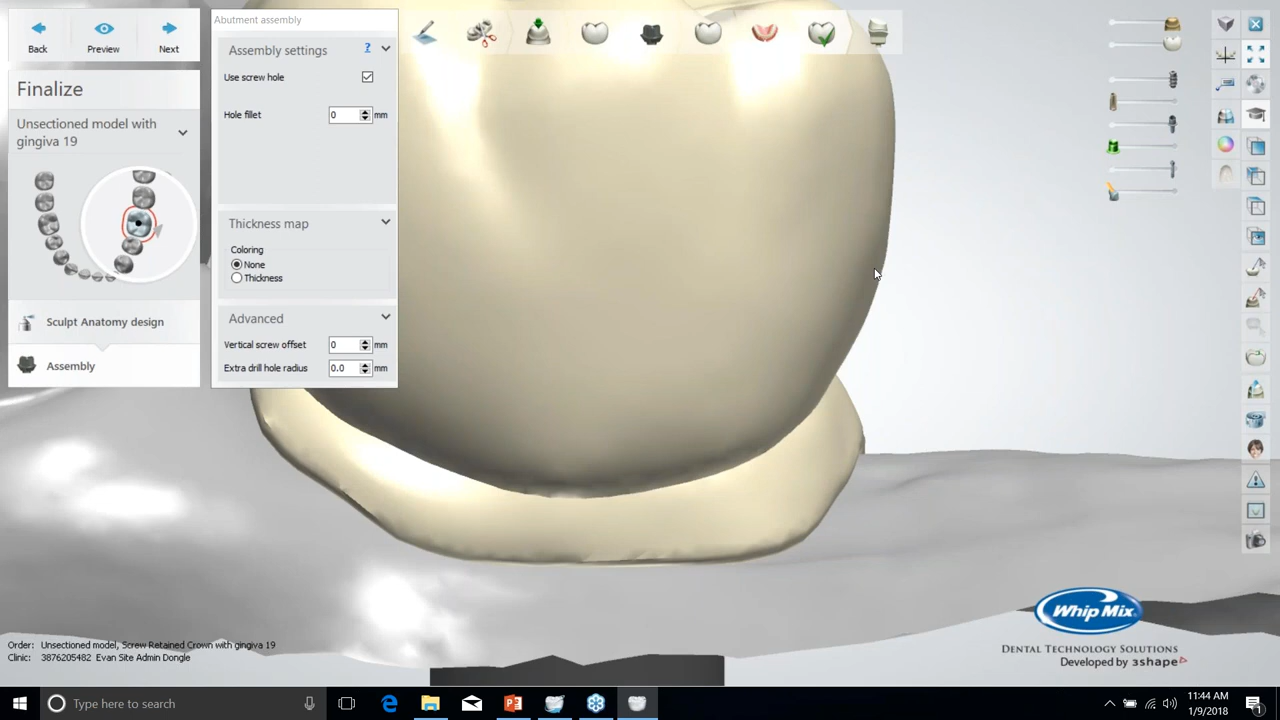 Back
Preview
Next
Finalize
Unsectioned model with
gingiva 19
Sculpt Anatomy design
Assembly
Abutment assembly
Assembly settings
?
Use screw hole
Hole fillet 0 mm
Thickness map
Coloring
None
Thickness
Advanced
Vertical screw offset 0 mm
Extra drill hole radius 0.0 mm
Whip Mix
DENTAL TECHNOLOGY SOLUTIONS
Developed by 3shape
Order: Unsectioned model, Screw Retained Crown with gingiva 19
Clinic: 3876205482 Evan Site Admin Dongle
Type here to search
11:44 AM
1/9/2018
1